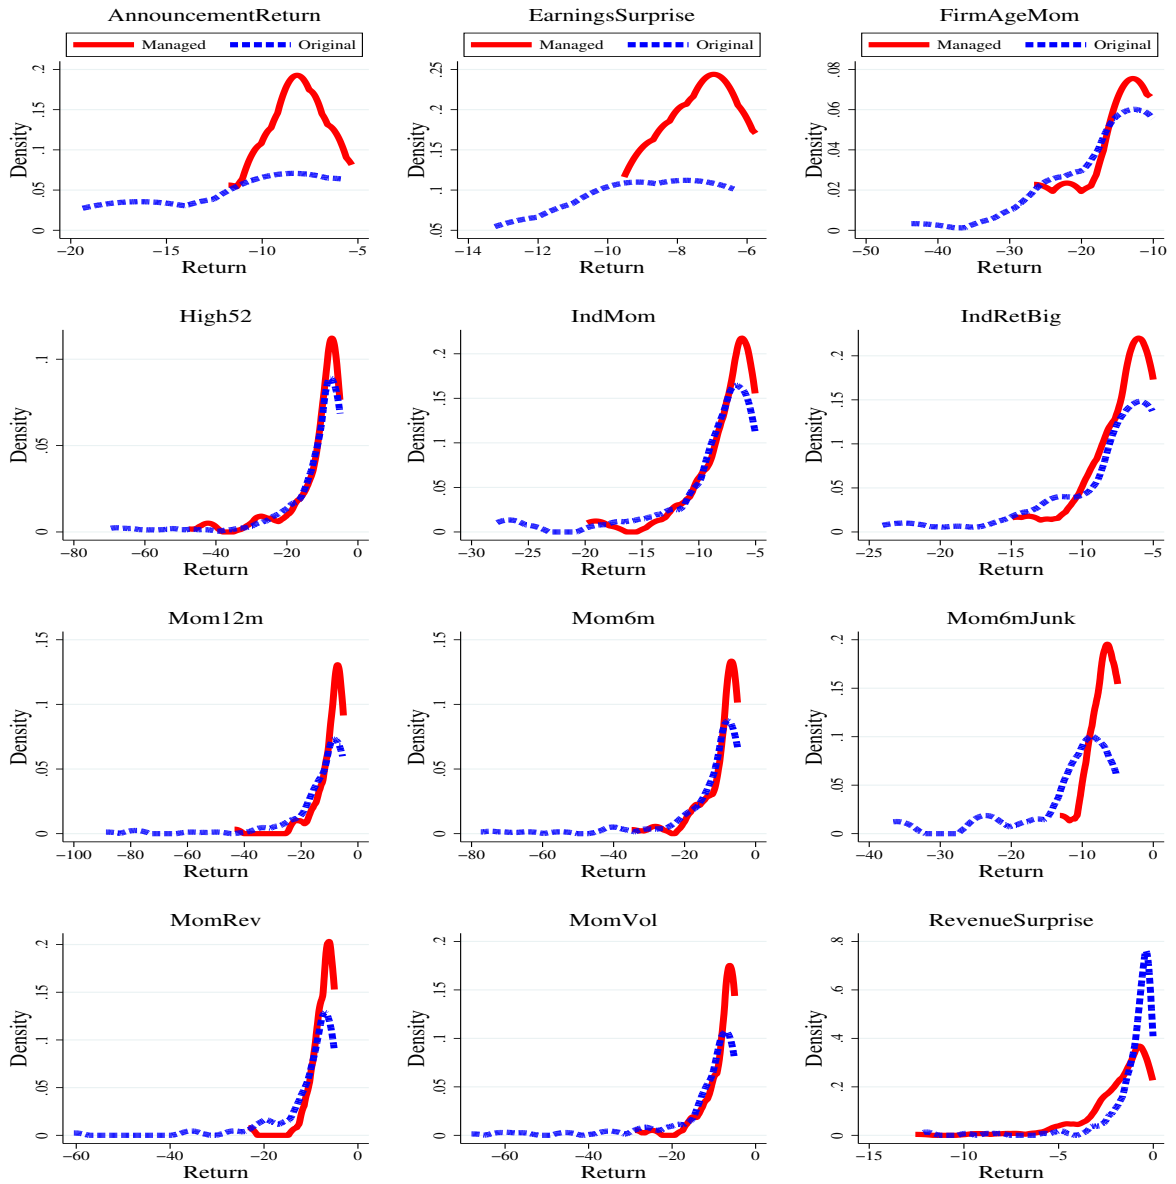 AnnouncementReturn
Managed Original
Density
.2
.15
.1
.05
0
−20 −15 −10 −5
Return
EarningsSurprise
Managed Original
Density
.25
.2
.15
.1
.05
−14 −12 −10 −8 −6
Return
FirmAgeMom
Managed Original
Density
.08
.06
.04
.02
0
−50 −40 −30 −20 −10
Return
High52
Density
.1
.05
0
−80 −60 −40 −20 0
Return
IndMom
Density
.2
.15
.1
.05
0
−30 −25 −20 −15 −10 −5
Return
IndRetBig
Density
.2
.15
.1
.05
0
−25 −20 −15 −10 −5
Return
Mom12m
Density
.15
.1
.05
0
−100 −80 −60 −40 −20 0
Return
Mom6m
Density
.15
.1
.05
0
−80 −60 −40 −20 0
Return
Mom6mJunk
Density
.2
.15
.1
.05
0
−40 −30 −20 −10 0
Return
MomRev
Density
.2
.15
.1
.05
0
−60 −40 −20 0
Return
MomVol
Density
.2
.15
.1
.05
0
−60 −40 −20 0
Return
RevenueSurprise
Density
.8
.6
.4
.2
0
−15 −10 −5 0
Return